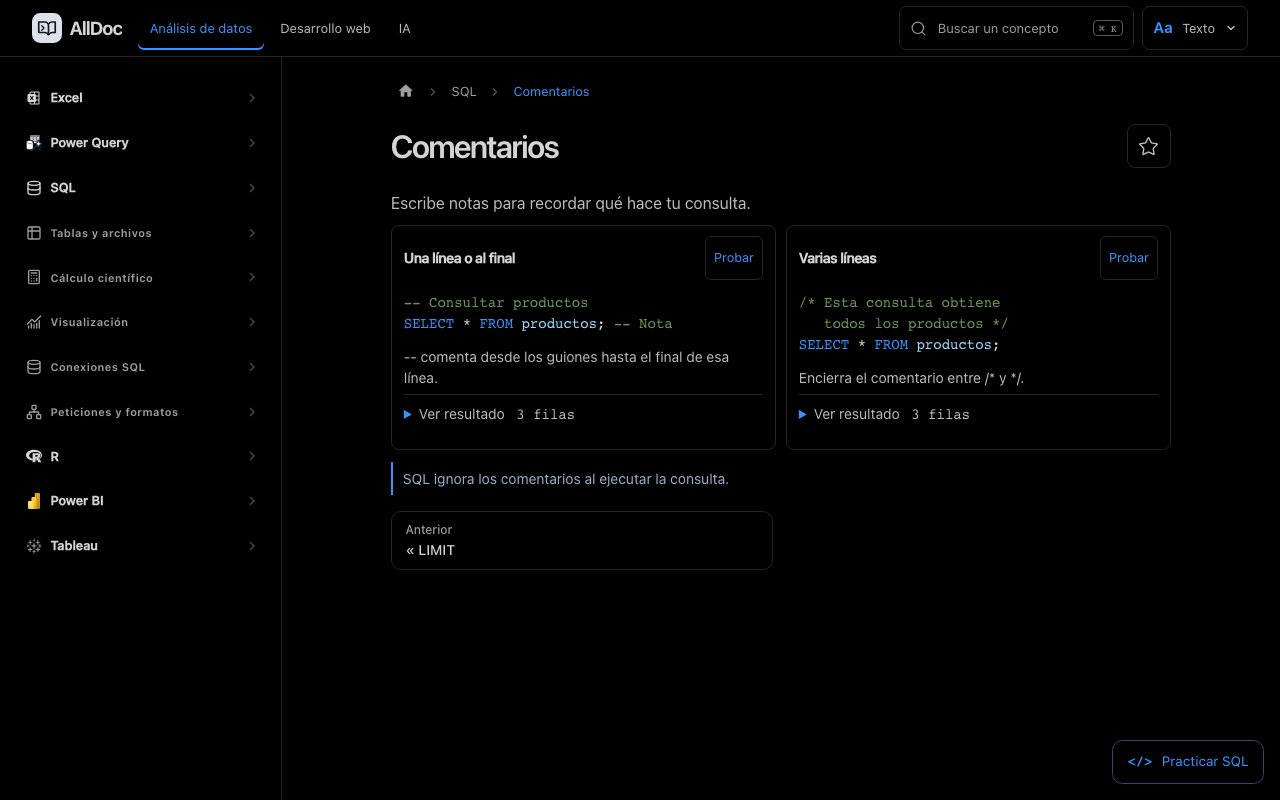 AllDoc
Análisis de datos
Desarrollo web
IA
Buscar un concepto
⌘ K
Aa Texto
Excel
Power Query
SQL
Tablas y archivos
Cálculo científico
Visualización
Conexiones SQL
Peticiones y formatos
R
Power BI
Tableau
SQL
Comentarios
Comentarios
Escribe notas para recordar qué hace tu consulta.
Una línea o al final
Probar
-- Consultar productos
SELECT * FROM productos; -- Nota
-- comenta desde los guiones hasta el final de esa
línea.
Ver resultado 3 filas
Varias líneas
Probar
/* Esta consulta obtiene
todos los productos */
SELECT * FROM productos;
Encierra el comentario entre /* y */.
Ver resultado 3 filas
SQL ignora los comentarios al ejecutar la consulta.
Anterior
« LIMIT
</> Practicar SQL